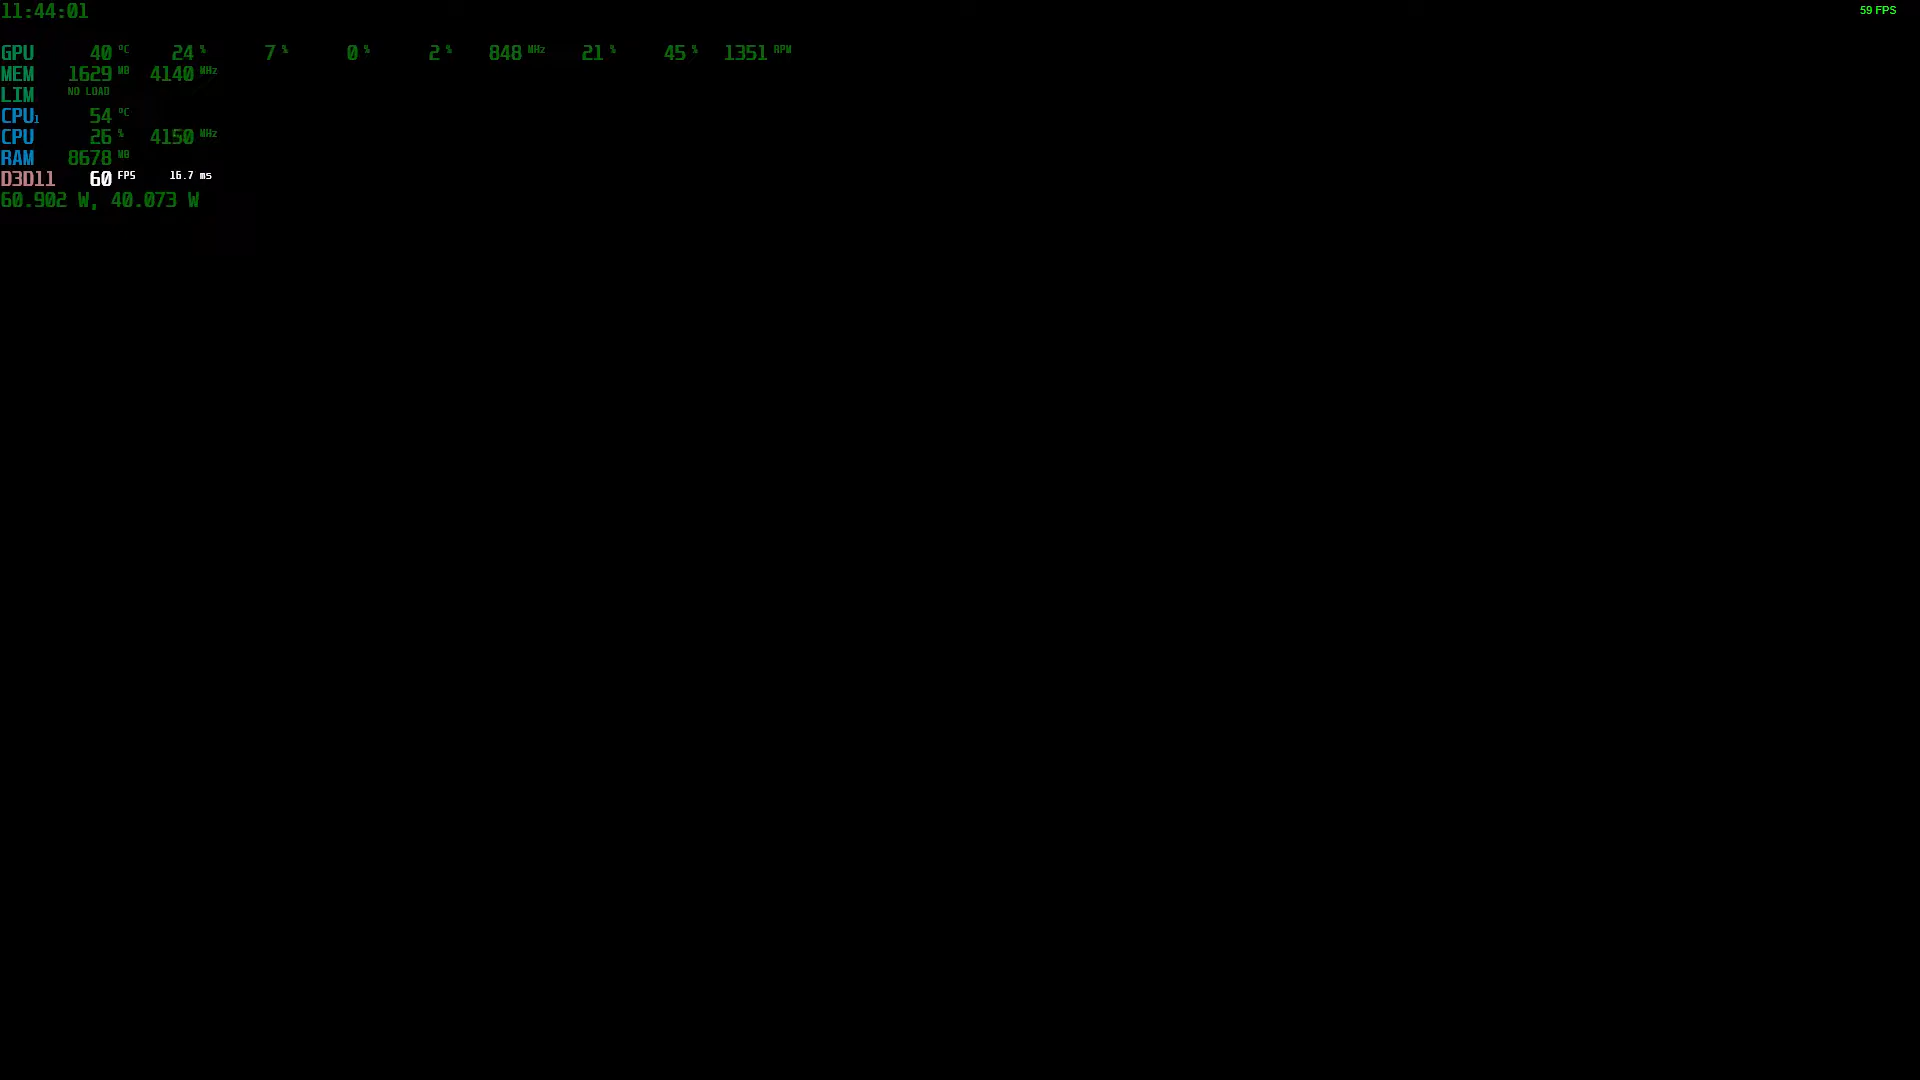 11:44:01
59 FPS
GPU 40 °C 24 % 7 % 0 % 2 % 848 MHz 21 % 45 % 1351 RPM
MEM 1629 MB 4140 MHz
LIM NO LOAD
CPU1 54 °C
CPU 26 % 4150 MHz
RAM 8678 MB
D3D11 60 FPS 16.7 ms
60.902 W, 40.073 W